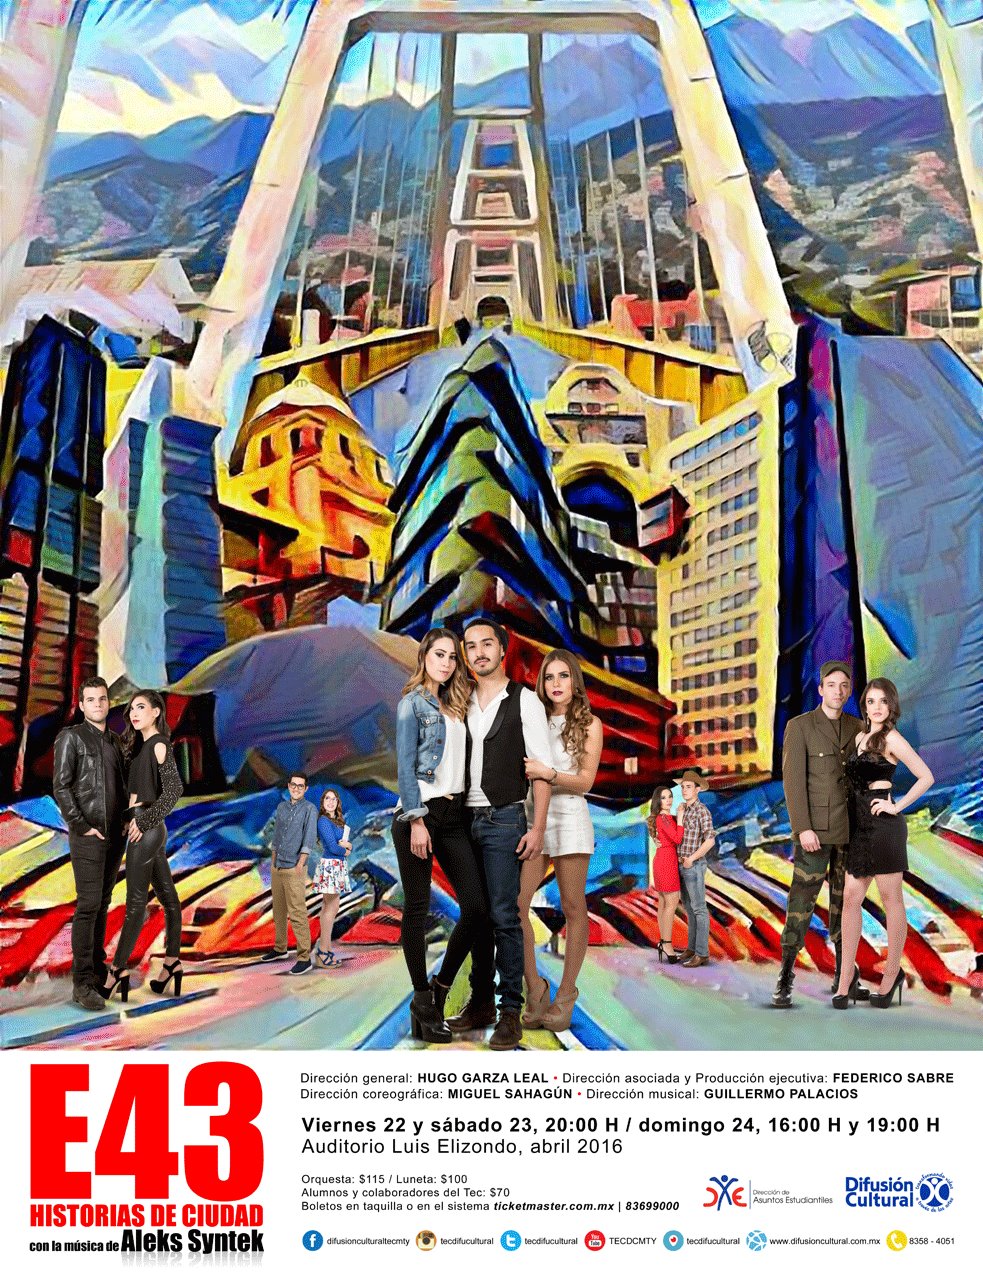 E43
HISTORIAS DE CIUDAD
con la música de Aleks Syntek
Dirección general: HUGO GARZA LEAL • Dirección asociada y Producción ejecutiva: FEDERICO SABRE
Dirección coreográfica: MIGUEL SAHAGÚN • Dirección musical: GUILLERMO PALACIOS
Viernes 22 y sábado 23, 20:00 H / domingo 24, 16:00 H y 19:00 H
Auditorio Luis Elizondo, abril 2016
Orquesta: $115 / Luneta: $100
Alumnos y colaboradores del Tec: $70
Boletos en taquilla o en el sistema ticketmaster.com.mx | 83699000
Dirección de
Asuntos Estudiantiles
Difusión
Cultural
difusionculturaltecmty
tecdifucultural
tecdifucultural
You
Tube
TECDCMTY
tecdifucultural
www.difusioncultural.com.mx
8358 - 4051